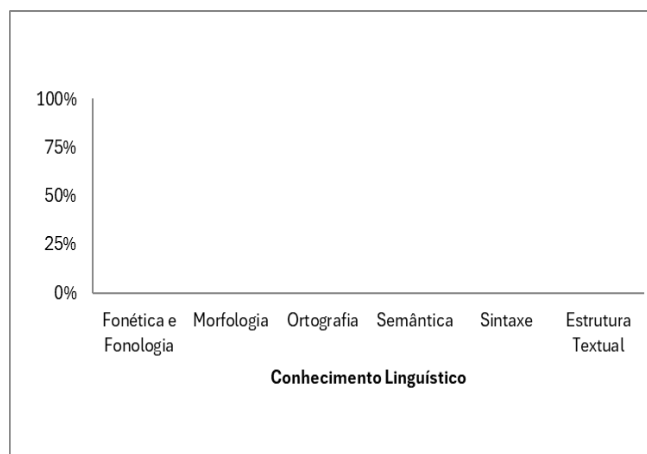 100%
75%
50%
25%
0%
Fonética e Morfologia Ortografia Semântica Sintaxe Estrutura
Fonologia Textual
Conhecimento Linguístico